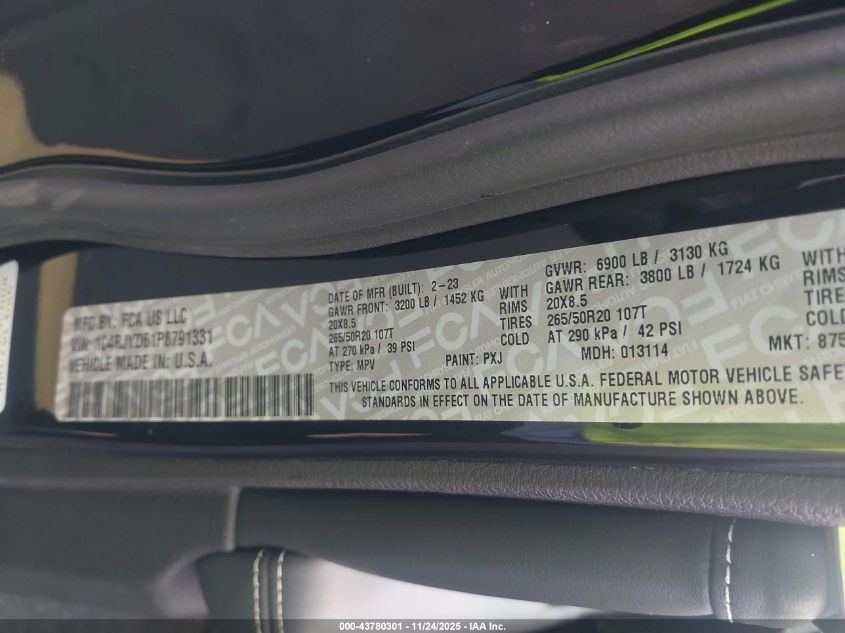 MFD BY: FCA US LLC
VIN: 1C4RJYD61P8791331
VEHICLE MADE IN: U.S.A.
DATE OF MFR (BUILT): 2-23
GAWR FRONT: 3200 LB / 1452 KG WITH
20X8.5 RIMS
265/50R20 107T TIRES
AT 270 kPa / 39 PSI COLD
TYPE: MPV PAINT: PXJ
GVWR: 6900 LB / 3130 KG
GAWR REAR: 3800 LB / 1724 KG WITH
20X8.5 RIMS
265/50R20 107T TIRE
AT 290 kPa / 42 PSI COLD
MDH: 013114 MKT: 875
THIS VEHICLE CONFORMS TO ALL APPLICABLE U.S.A. FEDERAL MOTOR VEHICLE SAFE
STANDARDS IN EFFECT ON THE DATE OF MANUFACTURE SHOWN ABOVE.
000-43780301 - 11/24/2025 - IAA Inc.